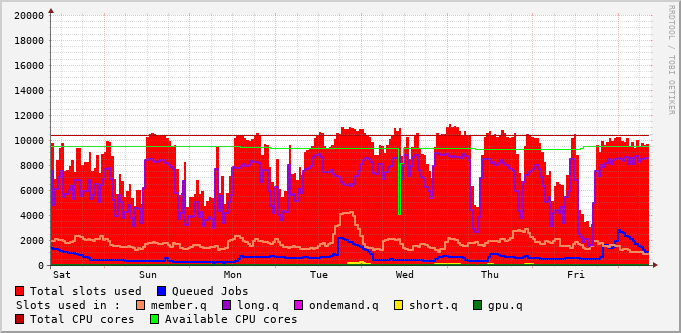 RRDTOOL / TOBI OETIKER
20000
18000
16000
14000
12000
10000
8000
6000
4000
2000
0
Sat Sun Mon Tue Wed Thu Fri
Total slots used Queued Jobs
Slots used in : member.q long.q ondemand.q short.q gpu.q
Total CPU cores Available CPU cores